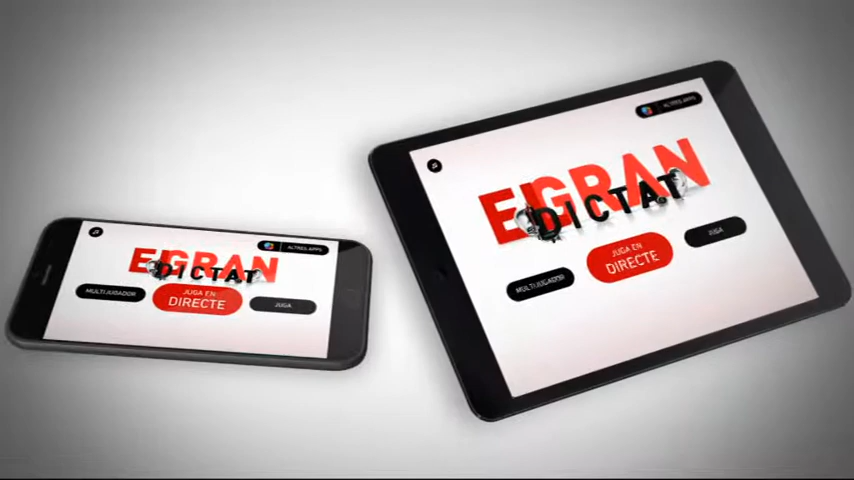 ALTRES APPS
EL GRAN
DICTAT
MULTIJUGADOR
JUGA EN
DIRECTE
JUGA
ALTRES APPS
EL GRAN
DICTAT
MULTIJUGADOR
JUGA EN
DIRECTE
JUGA